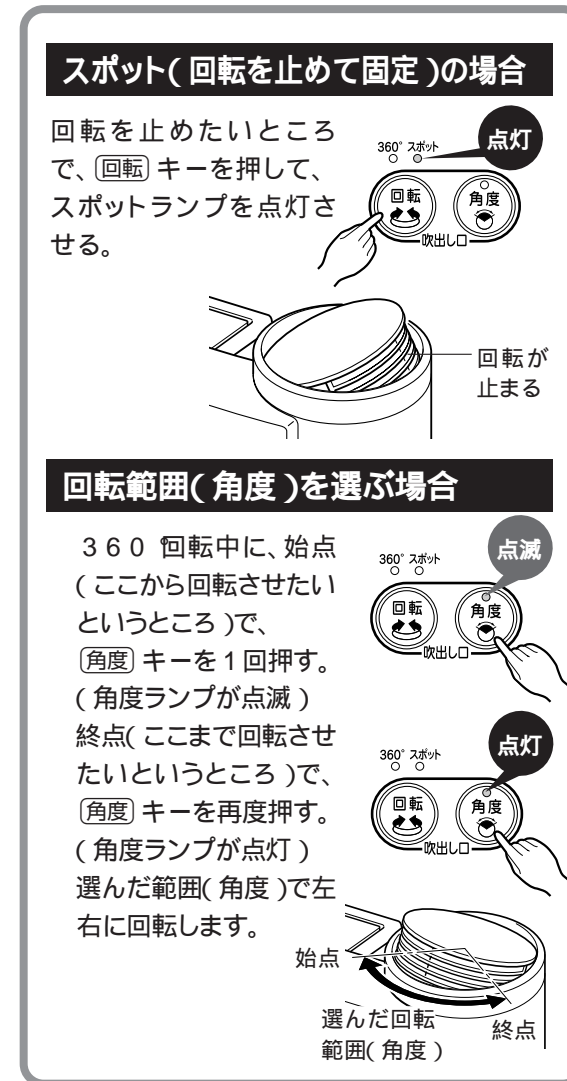 スポット(回転を止めて固定)の場合
回転を止めたいところ
で、回転キーを押して、
スポットランプを点灯さ
せる。
360° スポット
点灯
回転
角度
吹出し口
回転が
止まる
回転範囲(角度)を選ぶ場合
360°回転中に、始点
(ここから回転させたい
というところ)で、
角度キーを1回押す。
(角度ランプが点滅)
終点(ここまで回転させ
たいというところ)で、
角度キーを再度押す。
(角度ランプが点灯)
選んだ範囲(角度)で左
右に回転します。
360° スポット
点滅
回転
角度
吹出し口
360° スポット
点灯
回転
角度
吹出し口
始点
選んだ回転
範囲(角度)
終点